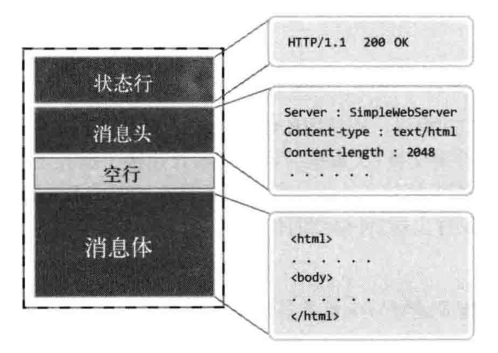 状态行
HTTP/1.1 200 OK
消息头
Server : SimpleWebServer
Content-type : text/html
Content-length : 2048
. . . . . .
空行
消息体
<html>
. . . . . .
<body>
. . . . . .
</html>